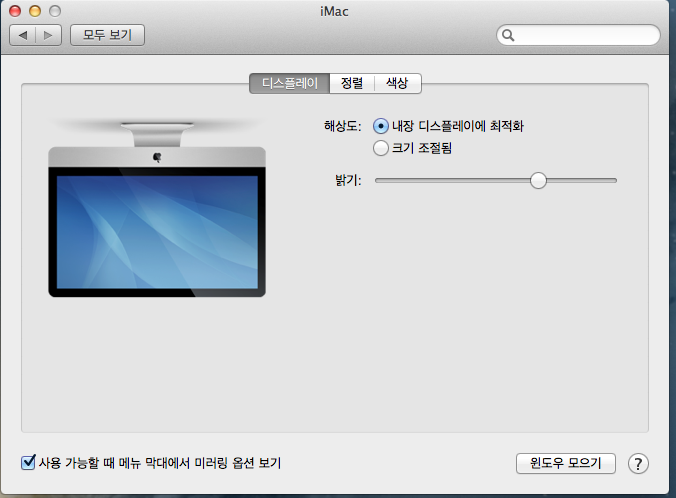 iMac
모두 보기
디스플레이 정렬 색상
해상도: 내장 디스플레이에 최적화
크기 조절됨
밝기:
사용 가능할 때 메뉴 막대에서 미러링 옵션 보기
윈도우 모으기 ?